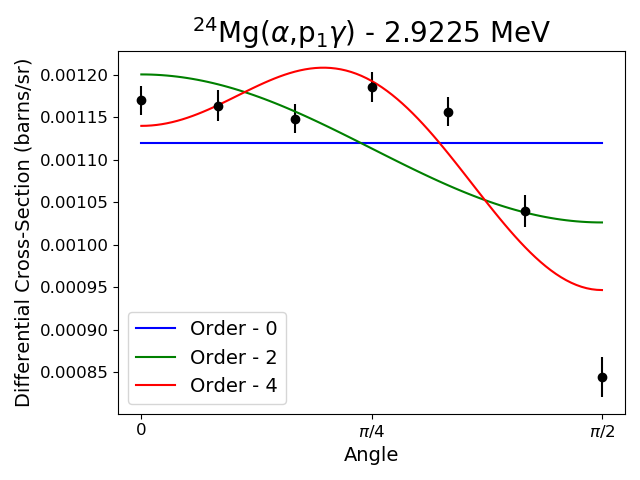 ²⁴Mg(α,p₁γ) - 2.9225 MeV
Differential Cross-Section (barns/sr)
0.00120
0.00115
0.00110
0.00105
0.00100
0.00095
0.00090
0.00085
Order - 0
Order - 2
Order - 4
0 π/4 π/2
Angle